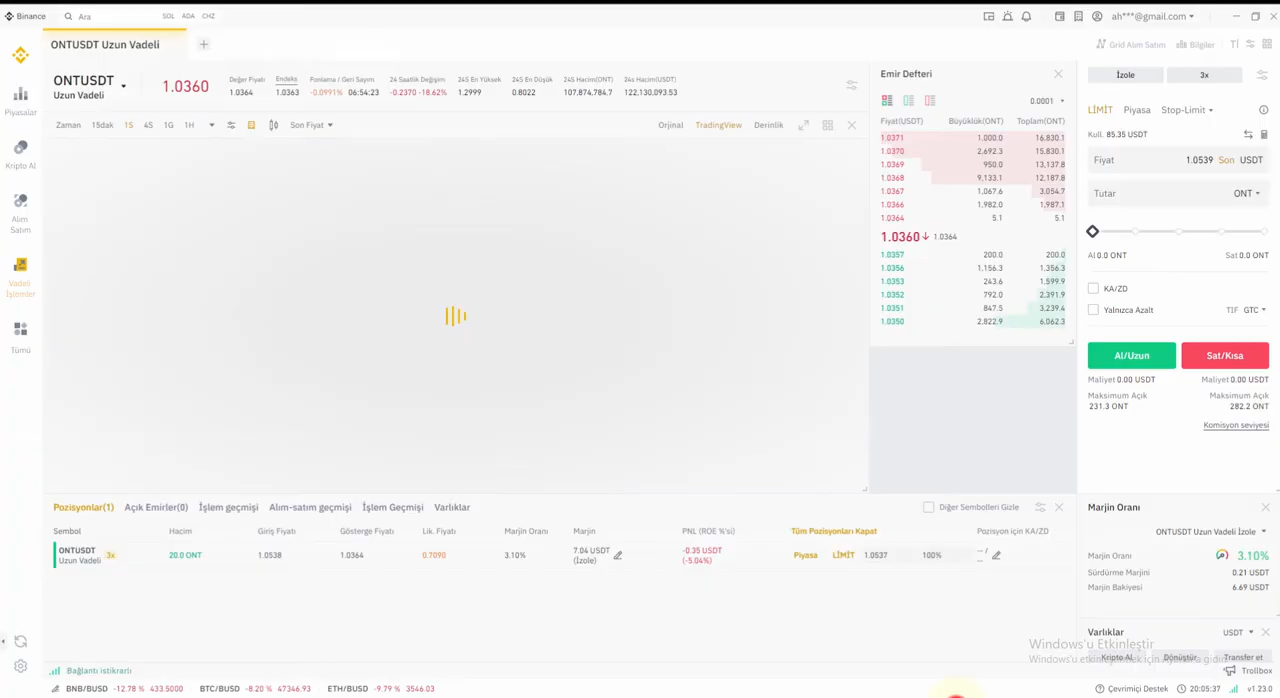 Binance
Ara
SOL ADA CHZ
ah***@gmail.com
ONTUSDT Uzun Vadeli
Grid Alım Satım
Bilgiler
Piyasalar
Kripto Al
Alım
Satım
Vadeli
İşlemler
Tümü
ONTUSDT
Uzun Vadeli
1.0360
Değer Fiyatı
1.0364
Endeks
1.0363
Fonlama / Geri Sayım
-0.0991% 06:54:23
24 Saatlik Değişim
-0.2370 -18.62%
24S En Yüksek
1.2999
24S En Düşük
0.8022
24S Hacim(ONT)
107,874,784.7
24s Hacim(USDT)
122,130,093.53
Zaman 15dak 1S 4S 1G 1H
Son Fiyat
Orjinal TradingView Derinlik
Emir Defteri
0.0001
Fiyatı(USDT) Büyüklük(ONT) Toplam(ONT)
1.0371 1.000.0 16,830.1
1.0370 2,692.3 15,830.1
1.0369 950.0 13,137.8
1.0368 9,133.1 12,187.8
1.0367 1,067.6 3,054.7
1.0366 1,982.0 1,987.1
1.0364 5.1 5.1
1.0360↓ 1.0364
1.0357 200.0 200.0
1.0356 1,156.3 1,356.3
1.0353 243.6 1,599.9
1.0352 792.0 2,391.9
1.0351 847.5 3,239.4
1.0350 2,822.9 6,062.3
İzole 3x
LİMİT Piyasa Stop-Limit
Kull. 85.35 USDT
Fiyat 1.0539 Son USDT
Tutar ONT
Al 0.0 ONT Sat 0.0 ONT
KA/ZD
Yalnızca Azalt TIF GTC
Al/Uzun Sat/Kısa
Maliyet 0.00 USDT Maliyet 0.00 USDT
Maksimum Açık Maksimum Açık
231.3 ONT 282.2 ONT
Komisyon seviyesi
Pozisyonlar(1) Açık Emirler(0) İşlem geçmişi Alım-satım geçmişi İşlem Geçmişi Varlıklar
Diğer Sembolleri Gizle
Sembol Hacim Giriş Fiyatı Gösterge Fiyatı Lik. Fiyatı Marjin Oranı Marjin PNL (ROE %'si) Tüm Pozisyonları Kapat Pozisyon için KA/ZD
ONTUSDT
Uzun Vadeli
3x
20.0 ONT 1.0538 1.0364 0.7090 3.10%
7.04 USDT
(İzole)
-0.35 USDT
(-5.04%)
Piyasa LİMİT 1.0537 100%
-- /
--
Marjin Oranı
ONTUSDT Uzun Vadeli İzole
Marjin Oranı 3.10%
Sürdürme Marjini 0.21 USDT
Marjin Bakiyesi 6.69 USDT
Varlıklar USDT
Kripto Al Dönüştür Transfer et
Windows'u Etkinleştir
Windows'u etkinleştirmek için Ayarlar'a gidin
Trollbox
Bağlantı istikrarlı
BNB/BUSD -12.78 % 433.5000 BTC/BUSD -8.20 % 47346.93 ETH/BUSD -9.79 % 3546.03
Çevrimiçi Destek 20:05:37 v1.23.0